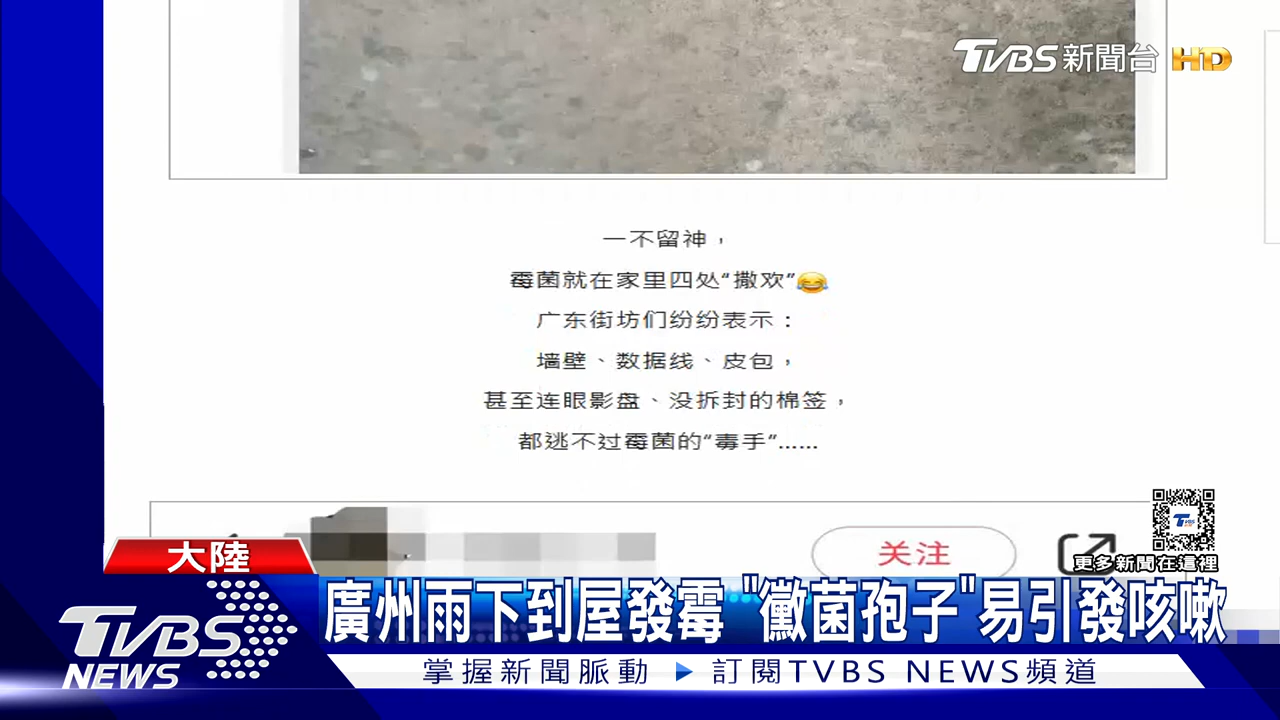 TVBS新聞台 HD
一不留神，
霉菌就在家里四处“撒欢”😂
广东街坊们纷纷表示：
墙壁、数据线、皮包，
甚至连眼影盘、没拆封的棉签，
都逃不过霉菌的“毒手”……
关注
TVBS
更多新聞在這裡
大陸
廣州雨下到屋發霉 "黴菌孢子"易引發咳嗽
TVBS NEWS
掌握新聞脈動 ▶ 訂閱TVBS NEWS頻道